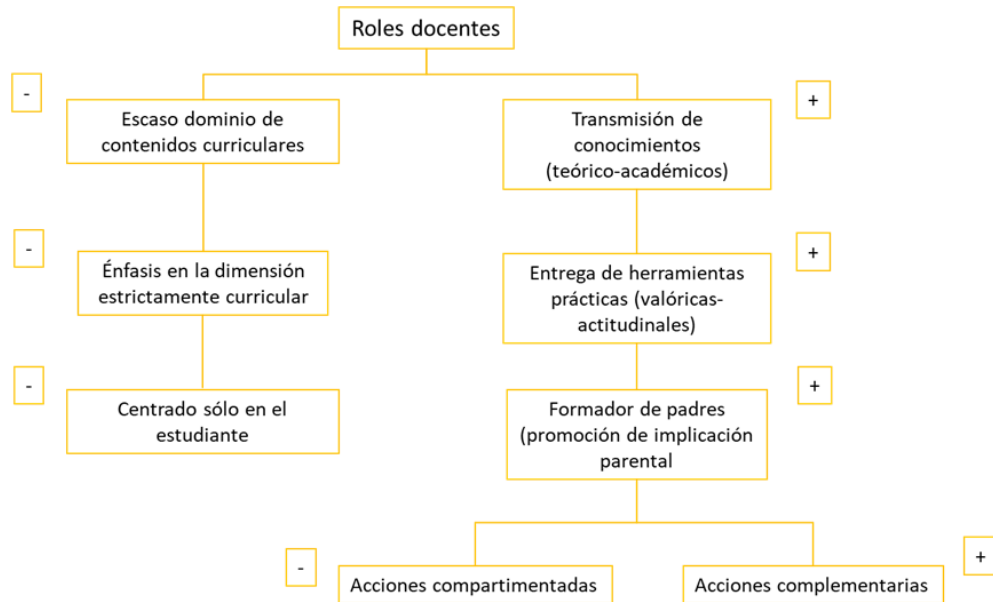 Roles docentes
-
Escaso dominio de
contenidos curriculares
Transmisión de
conocimientos
(teórico-académicos)
+
-
Énfasis en la dimensión
estrictamente curricular
Entrega de herramientas
prácticas (valóricas-
actitudinales)
+
-
Centrado sólo en el
estudiante
Formador de padres
(promoción de implicación
parental
+
-
Acciones compartimentadas
Acciones complementarias
+